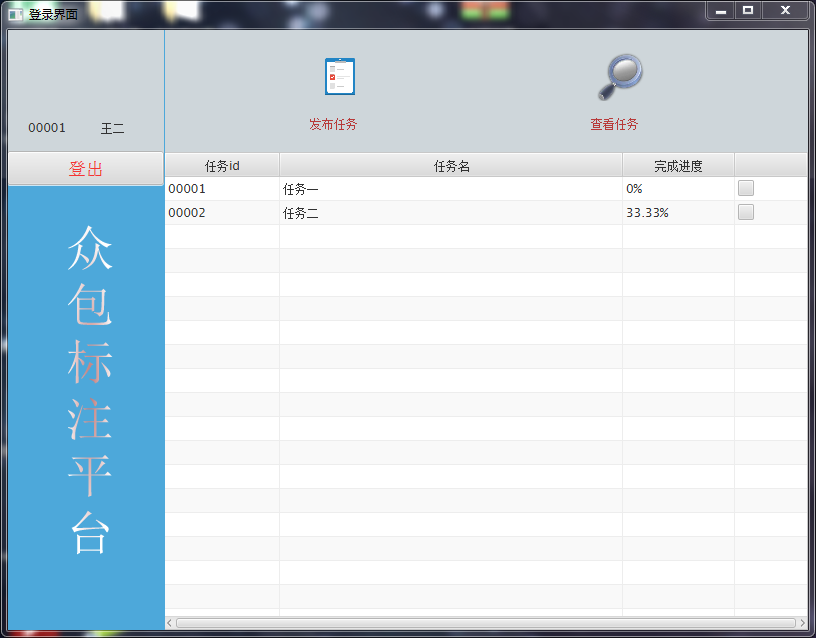 登录界面
发布任务
查看任务
00001 王二
登出
任务id 任务名 完成进度
00001 任务一 0%
00002 任务二 33.33%
众
包
标
注
平
台